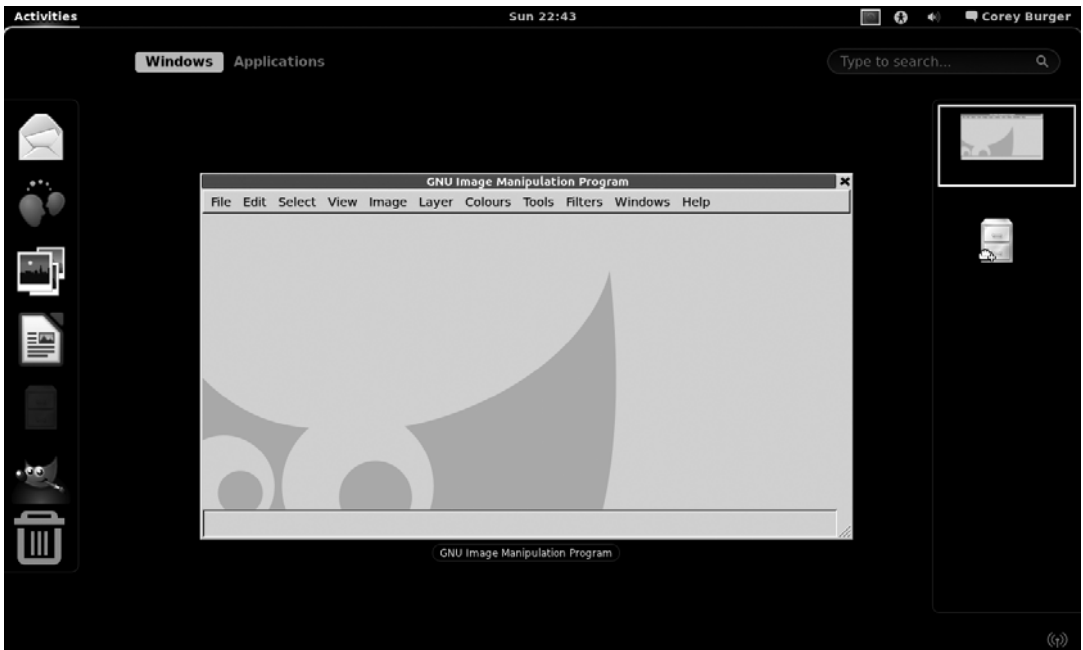 Activities Sun 22:43 Corey Burger
Windows Applications Type to search...
GNU Image Manipulation Program
File Edit Select View Image Layer Colours Tools Filters Windows Help
GNU Image Manipulation Program